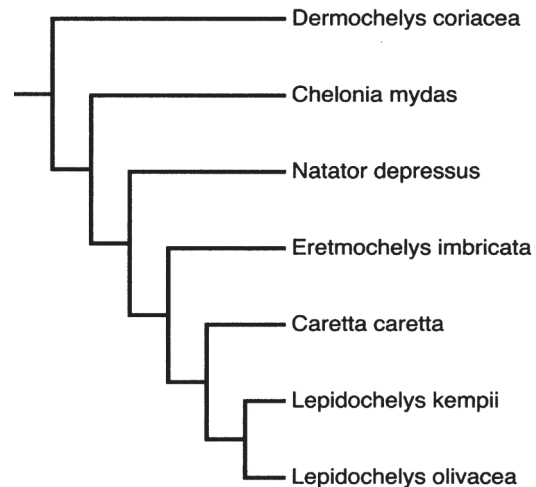 Dermochelys coriacea
Chelonia mydas
Natator depressus
Eretmochelys imbricata
Caretta caretta
Lepidochelys kempii
Lepidochelys olivacea